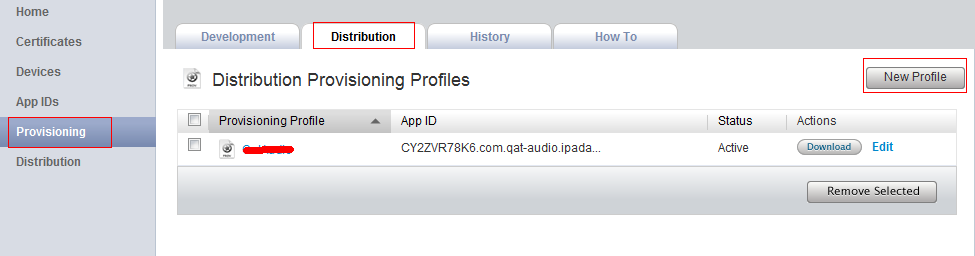 Home
Certificates
Devices
App IDs
Provisioning
Distribution
Development Distribution History How To
Distribution Provisioning Profiles
New Profile
Provisioning Profile App ID Status Actions
CY2ZVR78K6.com.qat-audio.ipada... Active Download Edit
Remove Selected